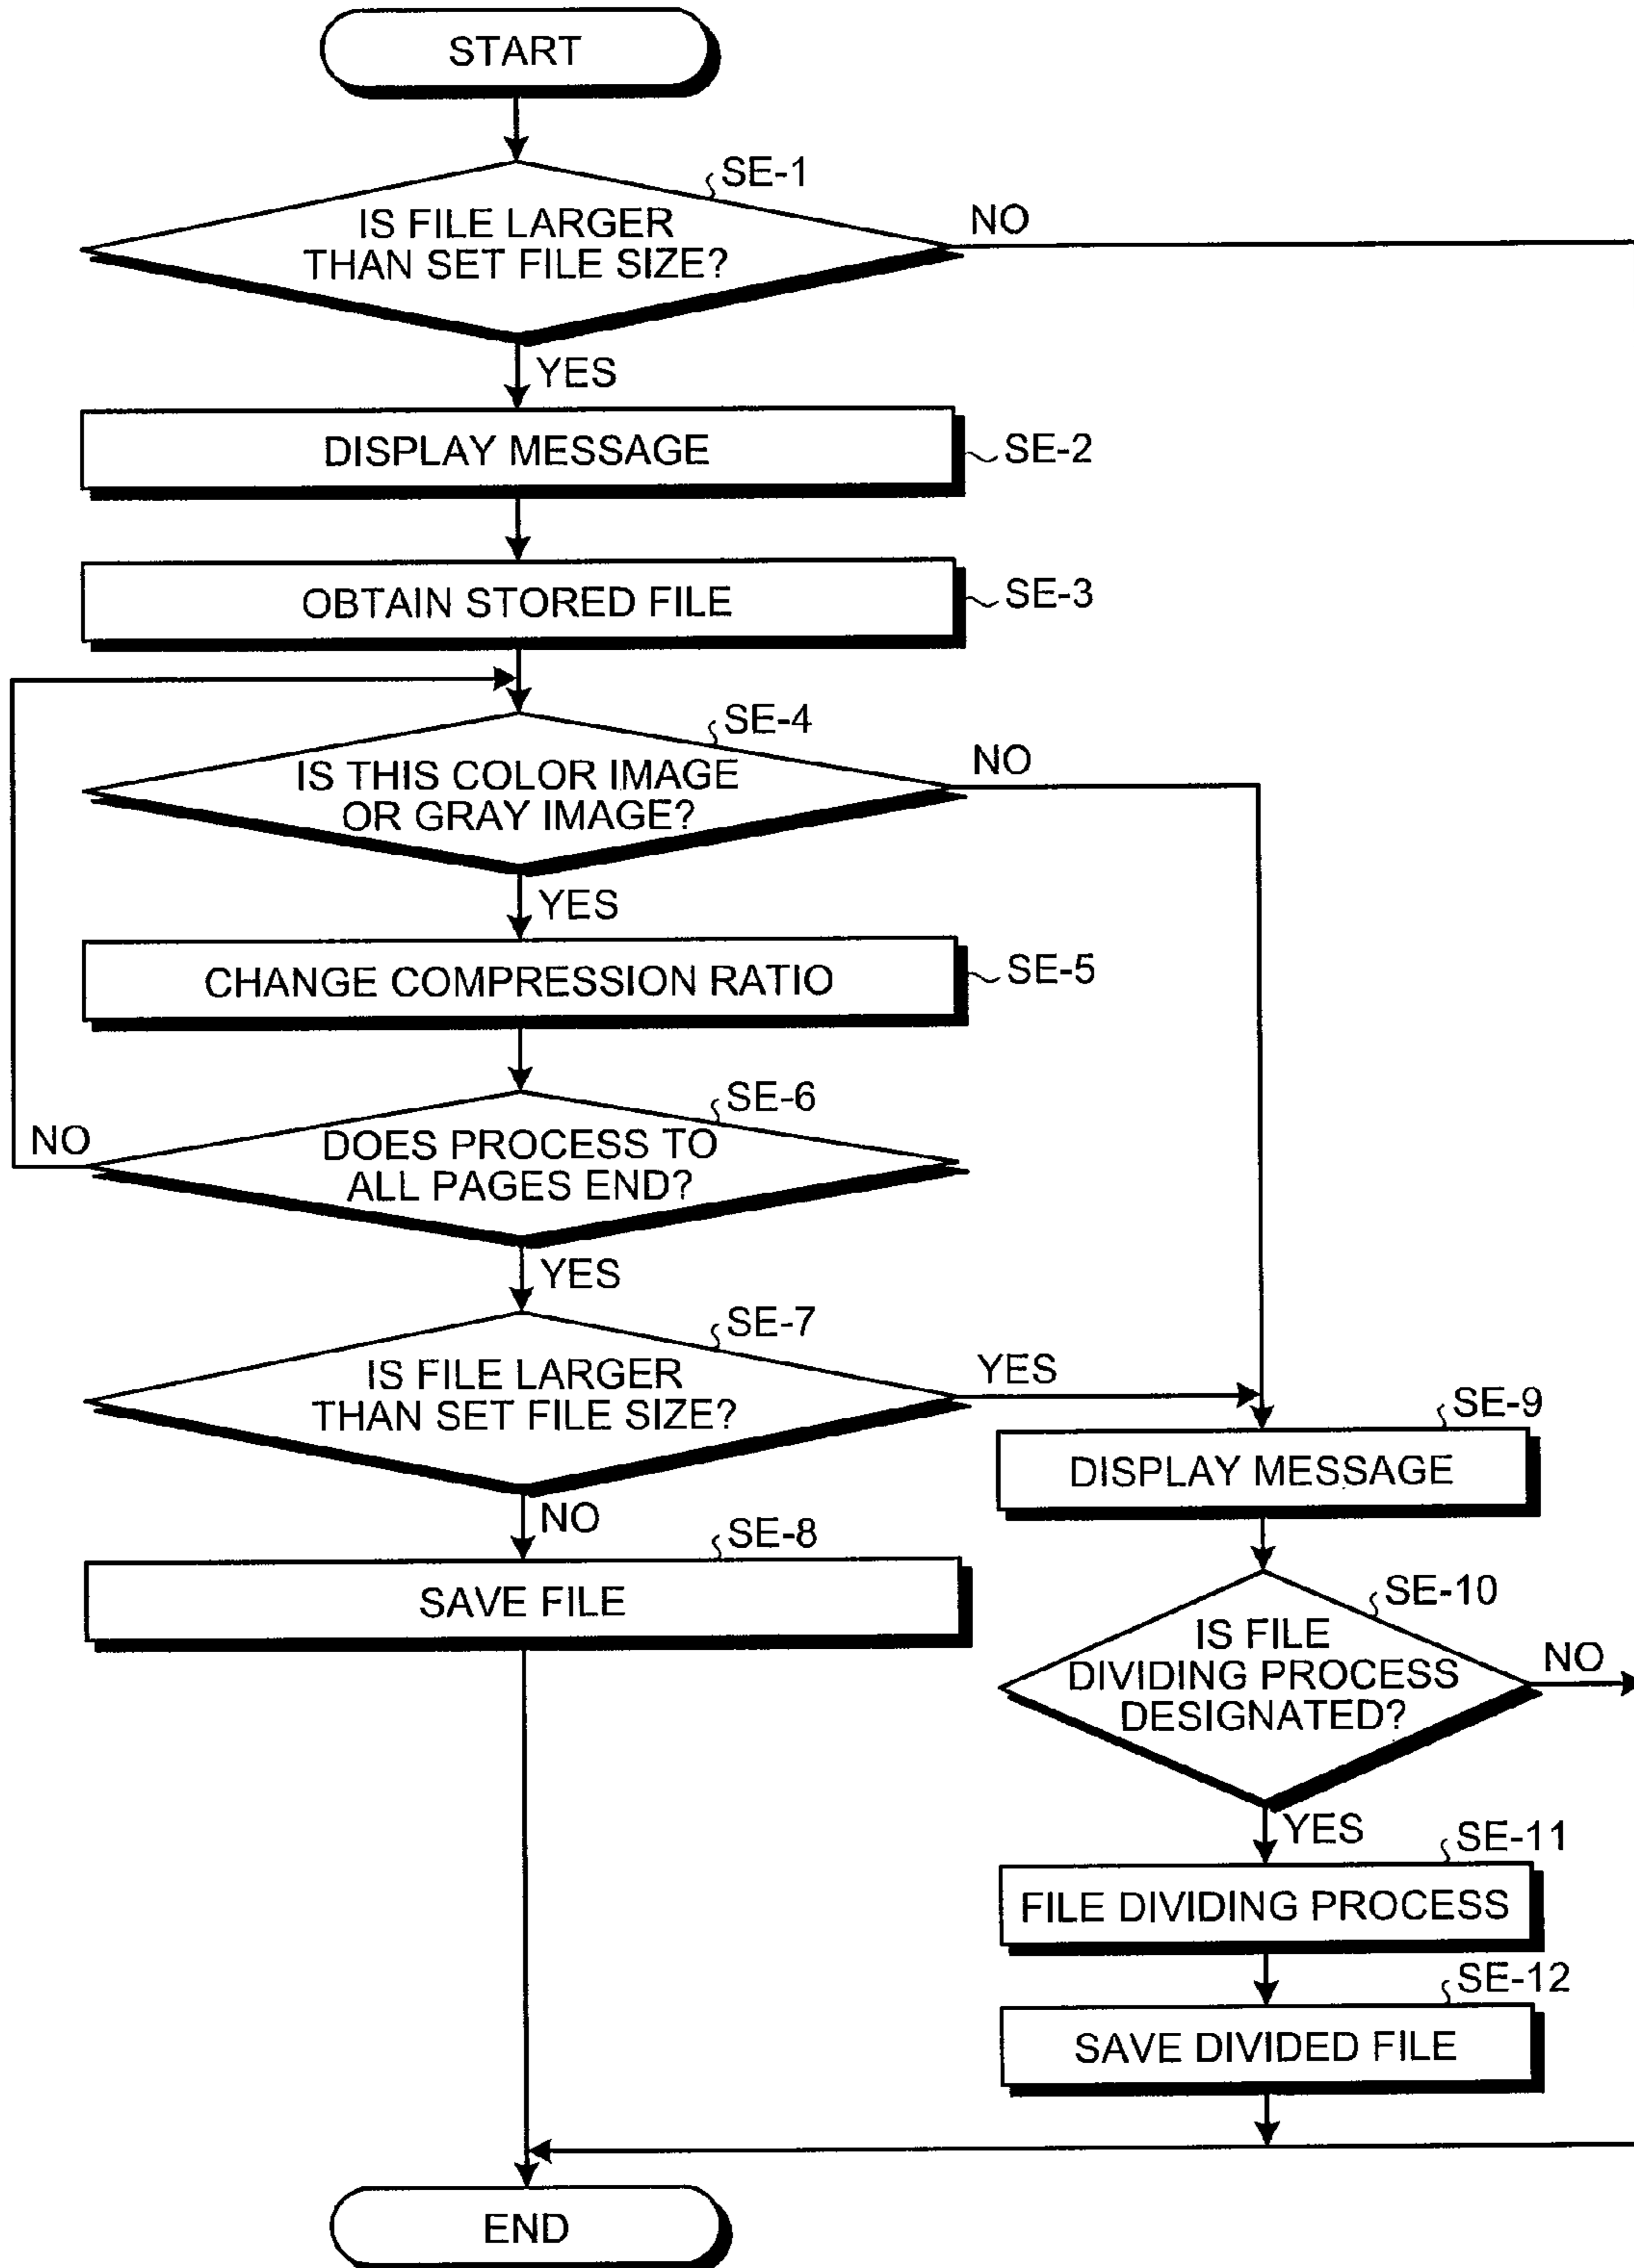 START
SE-1
IS FILE LARGER
THAN SET FILE SIZE?
NO
YES
DISPLAY MESSAGE
SE-2
OBTAIN STORED FILE
SE-3
SE-4
IS THIS COLOR IMAGE
OR GRAY IMAGE?
NO
YES
CHANGE COMPRESSION RATIO
SE-5
SE-6
DOES PROCESS TO
ALL PAGES END?
NO
YES
SE-7
IS FILE LARGER
THAN SET FILE SIZE?
YES
NO
SE-8
SAVE FILE
SE-9
DISPLAY MESSAGE
SE-10
IS FILE
DIVIDING PROCESS
DESIGNATED?
NO
YES
SE-11
FILE DIVIDING PROCESS
SE-12
SAVE DIVIDED FILE
END